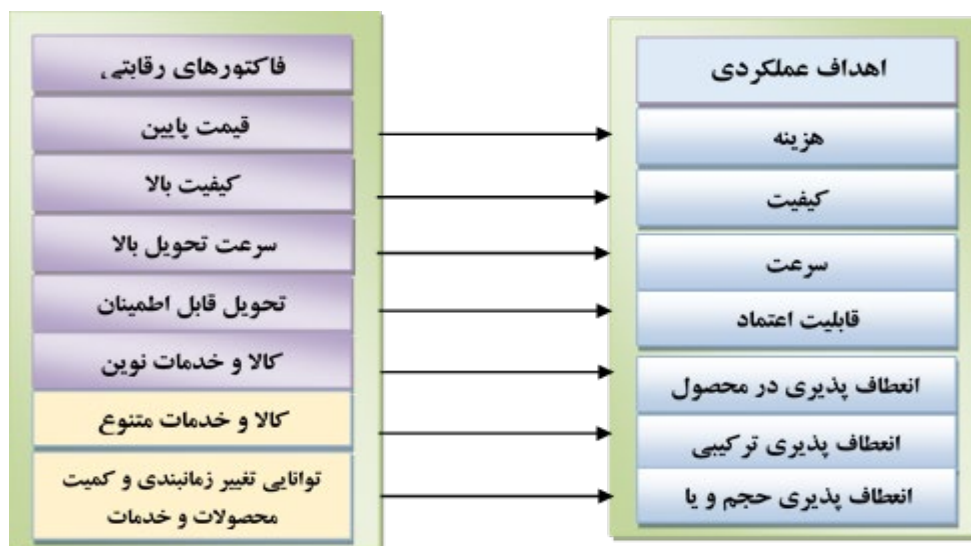 فاکتورهای رقابتی
قیمت پایین
کیفیت بالا
سرعت تحویل بالا
تحویل قابل اطمینان
کالا و خدمات نوین
کالا و خدمات متنوع
توانایی تغییر زمانبندی و کمیت
محصولات و خدمات
اهداف عملکردی
هزینه
کیفیت
سرعت
قابلیت اعتماد
انعطاف پذیری در محصول
انعطاف پذیری ترکیبی
انعطاف پذیری حجم و یا